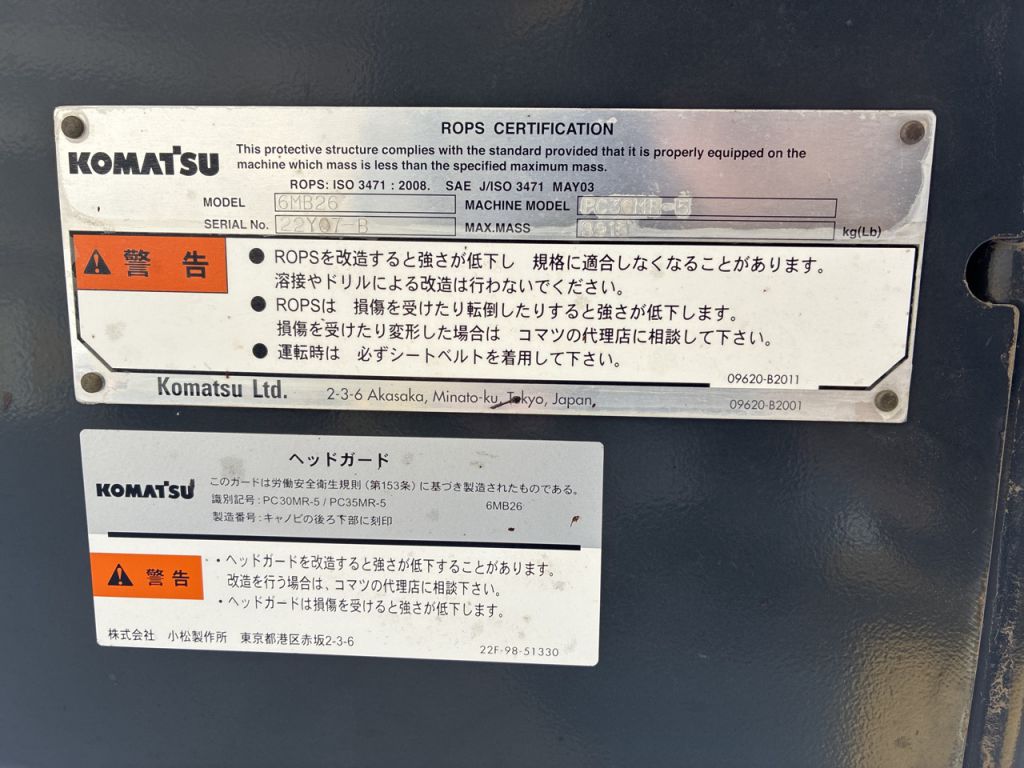 ROPS CERTIFICATION
KOMATSU
This protective structure complies with the standard provided that it is properly equipped on the
machine which mass is less than the specified maximum mass.
ROPS: ISO 3471 : 2008. SAE J/ISO 3471 MAY03
MODEL 6MB26 MACHINE MODEL PC30MR-5
SERIAL No. 22Y07-B MAX.MASS kg(Lb)
警告
● ROPSを改造すると強さが低下し 規格に適合しなくなることがあります。
溶接やドリルによる改造は行わないでください。
● ROPSは 損傷を受けたり転倒したりすると強さが低下します。
損傷を受けたり変形した場合は コマツの代理店に相談して下さい。
● 運転時は 必ずシートベルトを着用して下さい。
09620-B2011
Komatsu Ltd. 2-3-6 Akasaka, Minato-ku, Tokyo, Japan, 09620-B2001
ヘッドガード
KOMATSU
このガードは労働安全衛生規則(第153条)に基づき製造されたものである。
識別記号:PC30MR-5 / PC35MR-5 6MB26
製造番号:キャノピの後ろ下部に刻印
警告
・ヘッドガードを改造すると強さが低下することがあります。
改造を行う場合は、コマツの代理店に相談下さい。
・ヘッドガードは損傷を受けると強さが低下します。
株式会社 小松製作所 東京都港区赤坂2-3-6
22F-98-51330